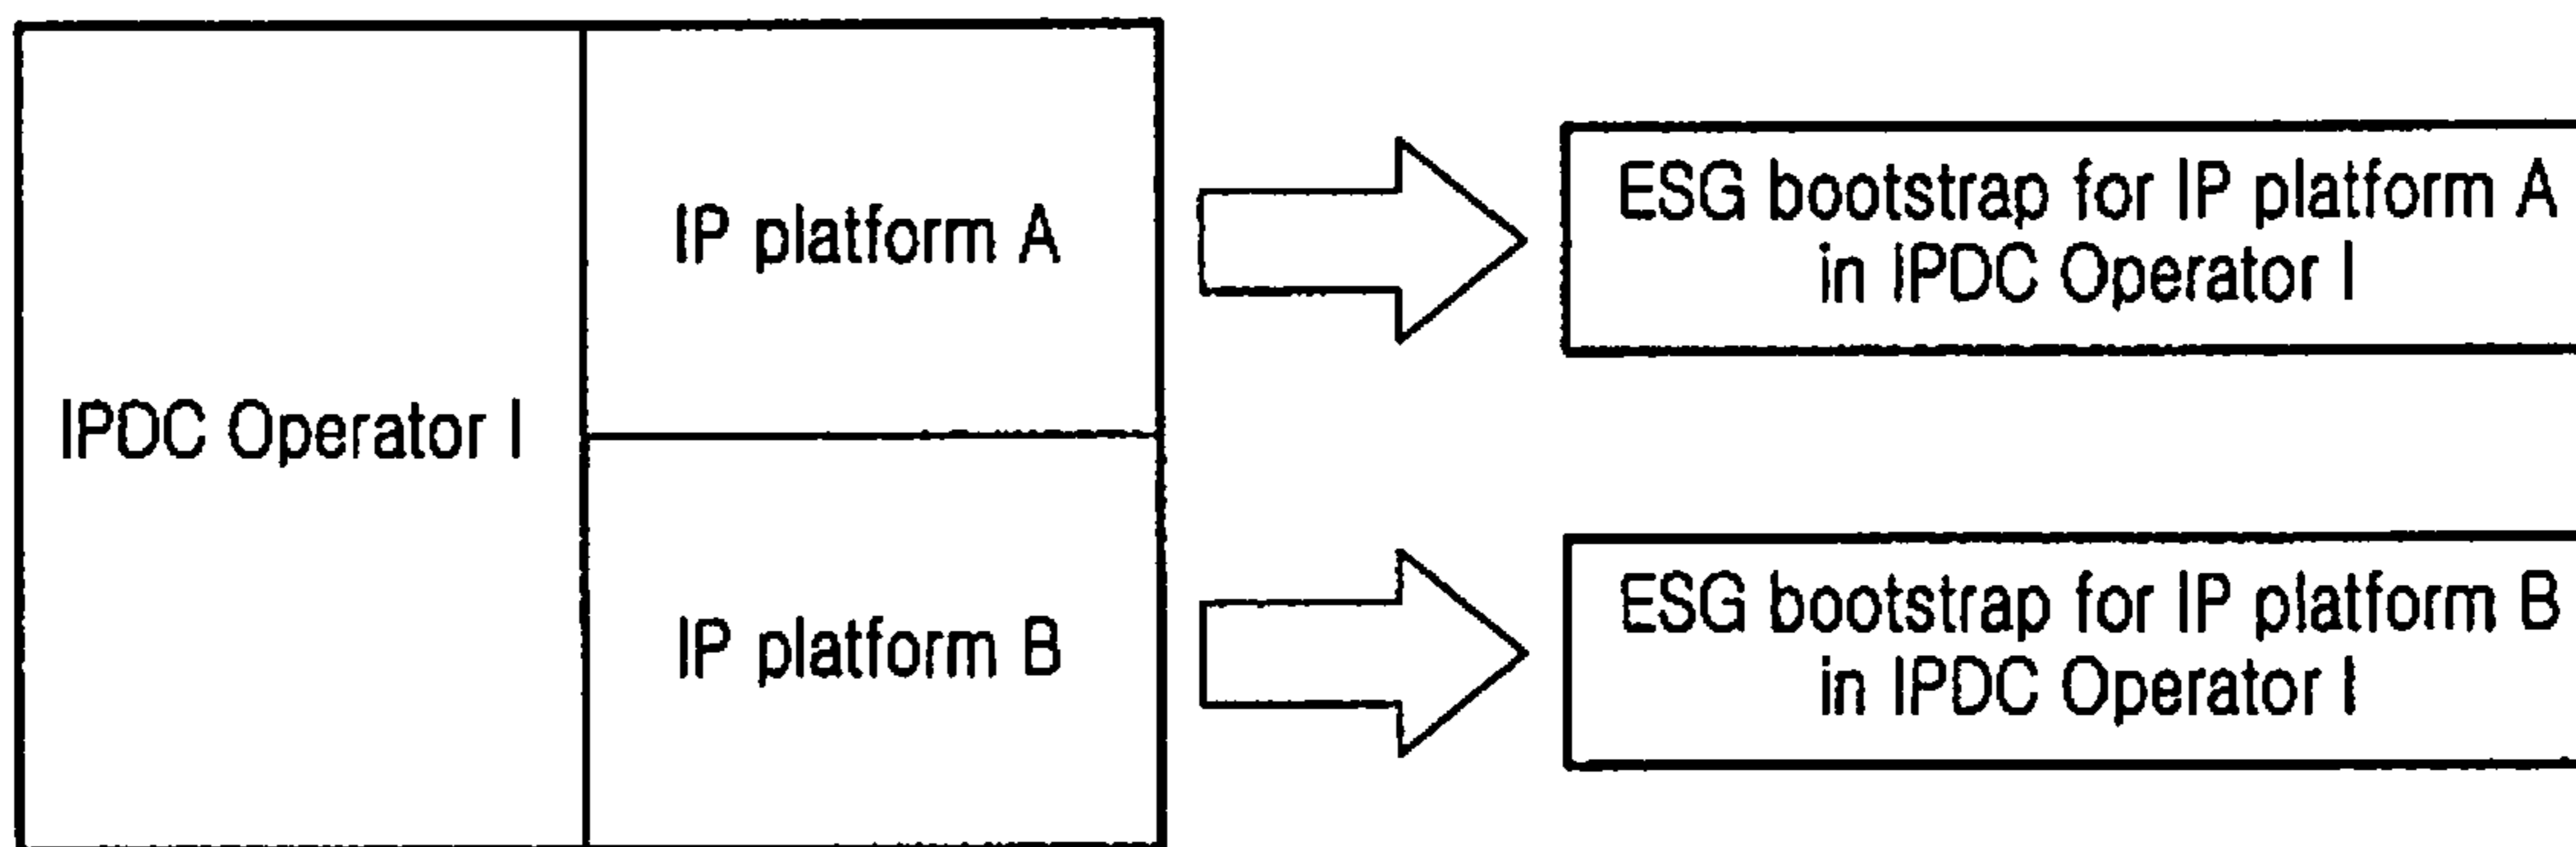 IP platform A
ESG bootstrap for IP platform A
in IPDC Operator I
IPDC Operator I
IP platform B
ESG bootstrap for IP platform B
in IPDC Operator I